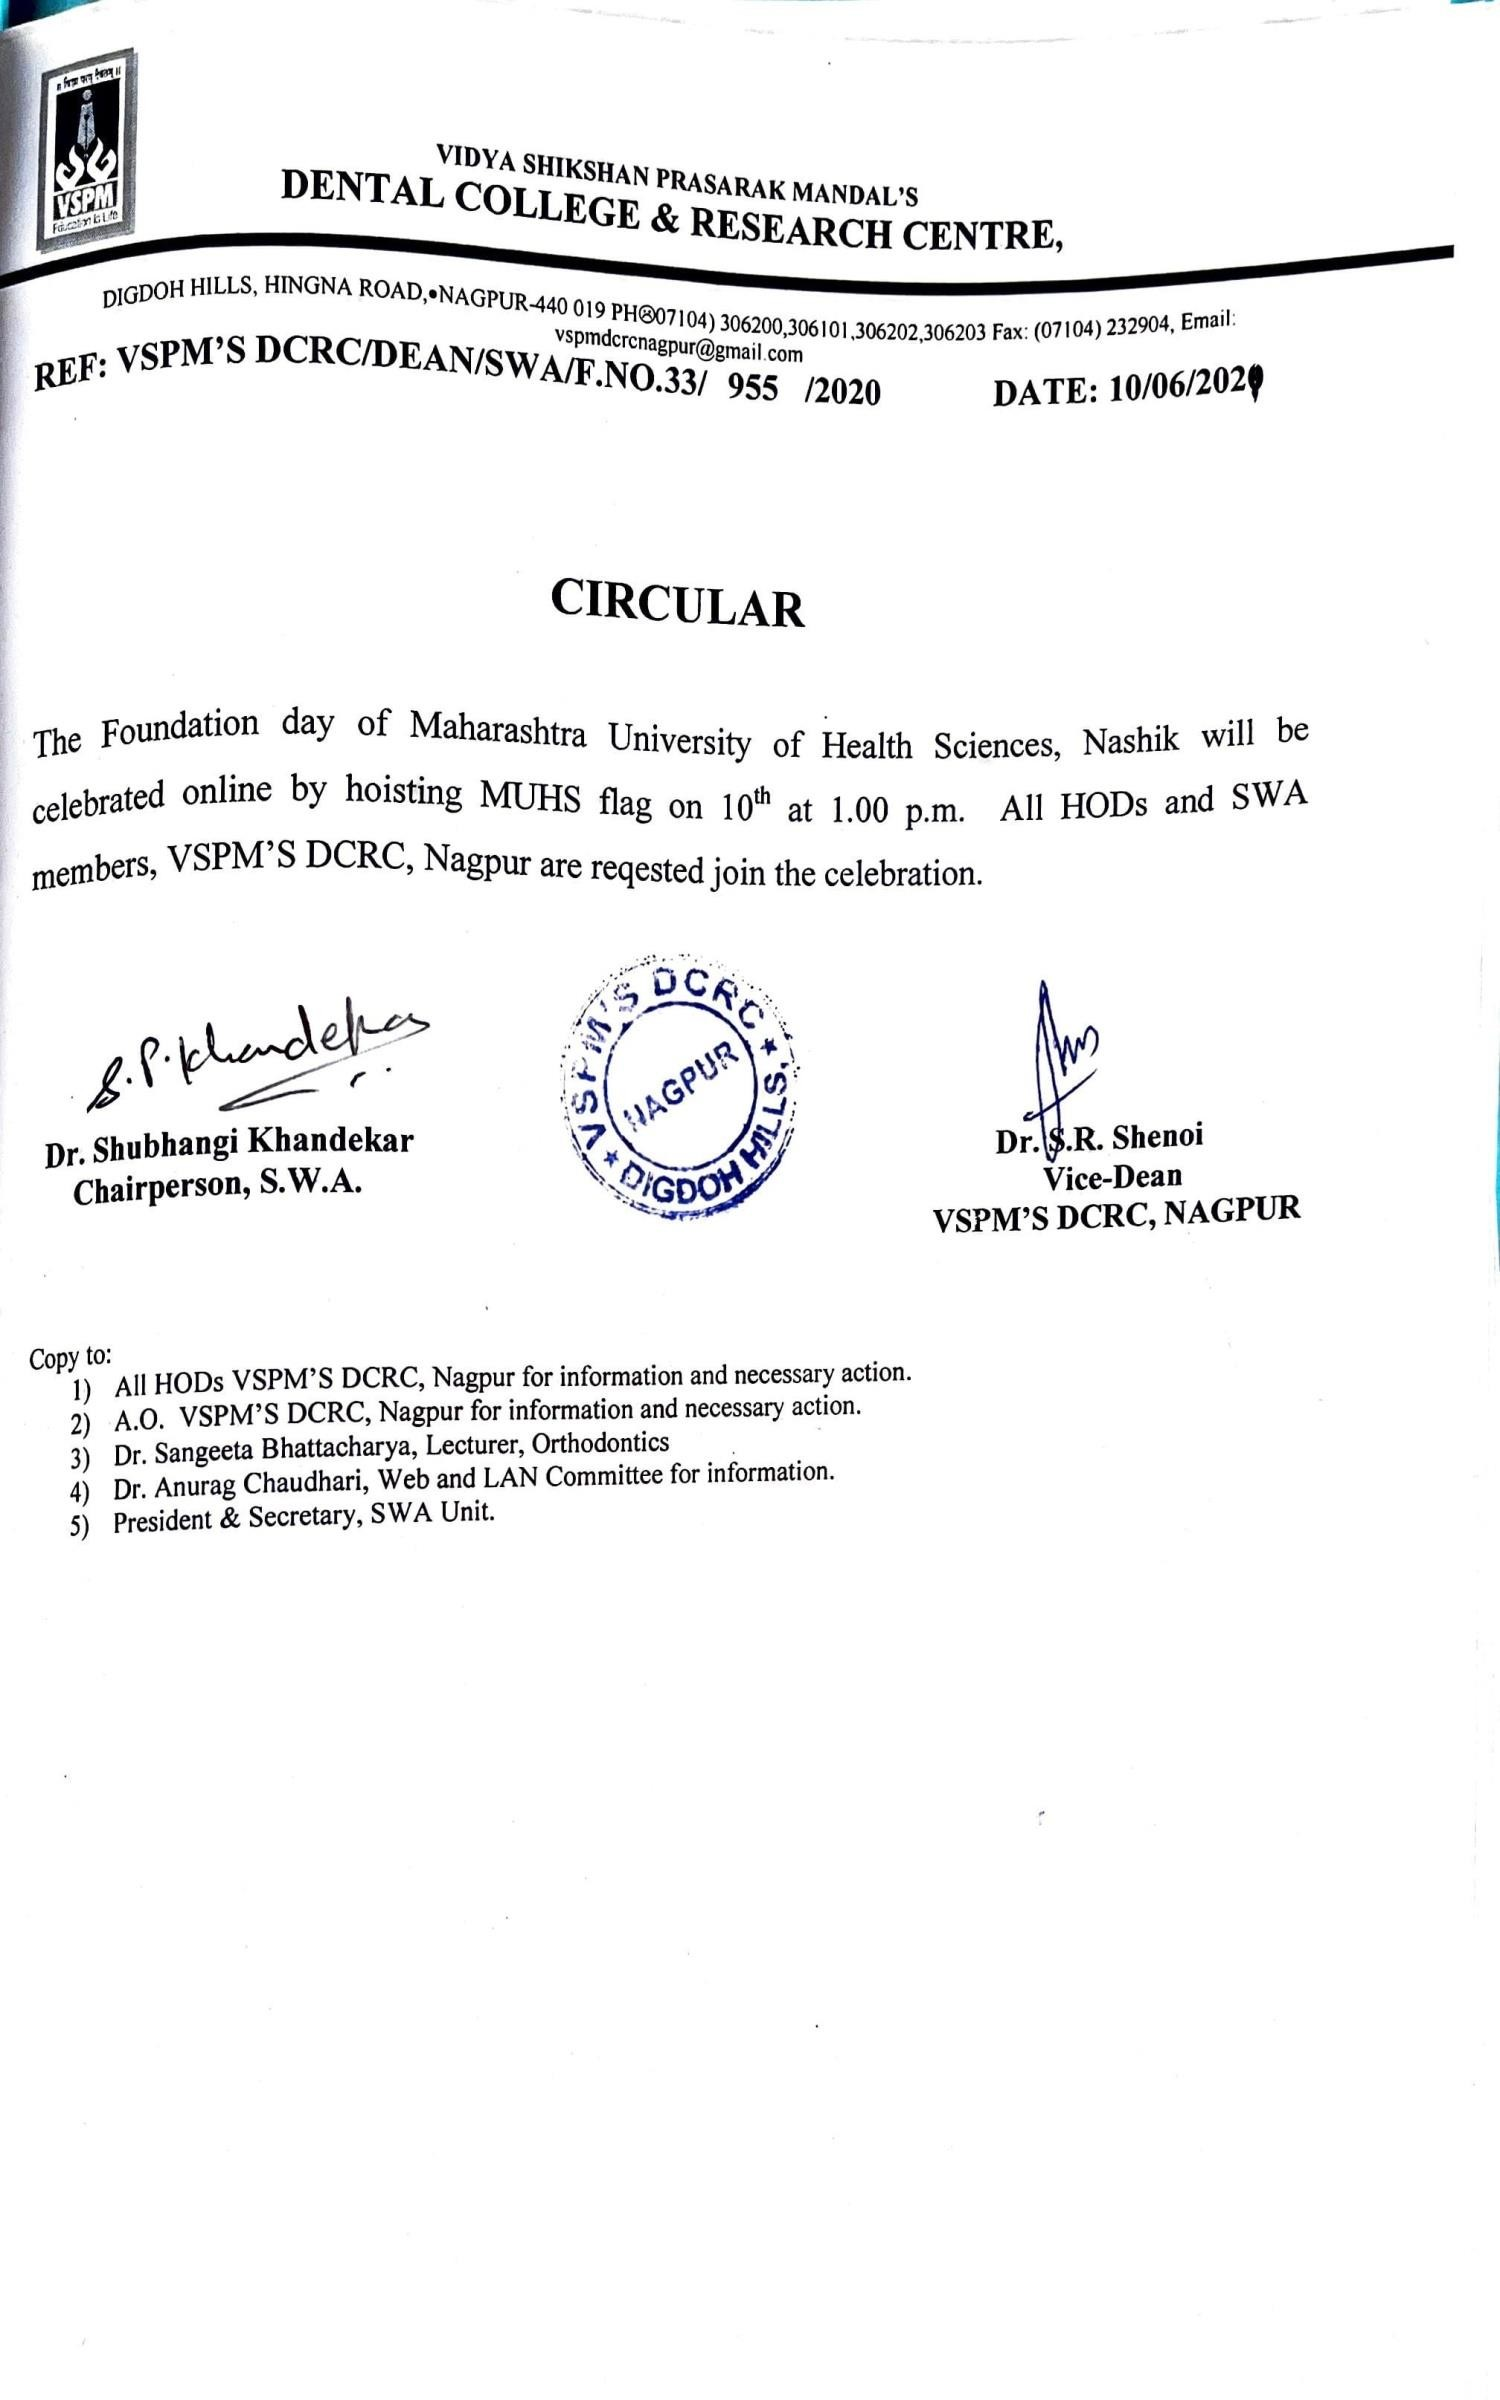 VSPM
Education is Life
VIDYA SHIKSHAN PRASARAK MANDAL'S
DENTAL COLLEGE & RESEARCH CENTRE,
DIGDOH HILLS, HINGNA ROAD,•NAGPUR-440 019 PH☎07104) 306200,306101,306202,306203 Fax: (07104) 232904, Email:
vspmdcrcnagpur@gmail.com
REF: VSPM'S DCRC/DEAN/SWA/F.NO.33/ 955 /2020 DATE: 10/06/202
CIRCULAR
The Foundation day of Maharashtra University of Health Sciences, Nashik will be
celebrated online by hoisting MUHS flag on 10th at 1.00 p.m. All HODs and SWA
members, VSPM'S DCRC, Nagpur are reqested join the celebration.
S.P. Khandekar
VSPM'S DCRC ★ DIGDOH HILLS, ★
NAGPUR
Dr. Shubhangi Khandekar
Chairperson, S.W.A.
Dr. S.R. Shenoi
Vice-Dean
VSPM'S DCRC, NAGPUR
Copy to:
1) All HODs VSPM'S DCRC, Nagpur for information and necessary action.
2) A.O. VSPM'S DCRC, Nagpur for information and necessary action.
3) Dr. Sangeeta Bhattacharya, Lecturer, Orthodontics
4) Dr. Anurag Chaudhari, Web and LAN Committee for information.
5) President & Secretary, SWA Unit.